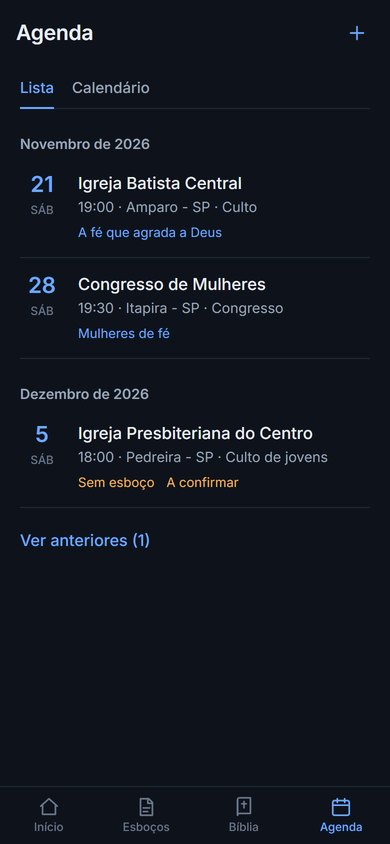 Agenda
Lista Calendário
Novembro de 2026
21 Igreja Batista Central
SÁB 19:00 · Amparo - SP · Culto
A fé que agrada a Deus
28 Congresso de Mulheres
SÁB 19:30 · Itapira - SP · Congresso
Mulheres de fé
Dezembro de 2026
5 Igreja Presbiteriana do Centro
SÁB 18:00 · Pedreira - SP · Culto de jovens
Sem esboço A confirmar
Ver anteriores (1)
Início Esboços Bíblia Agenda